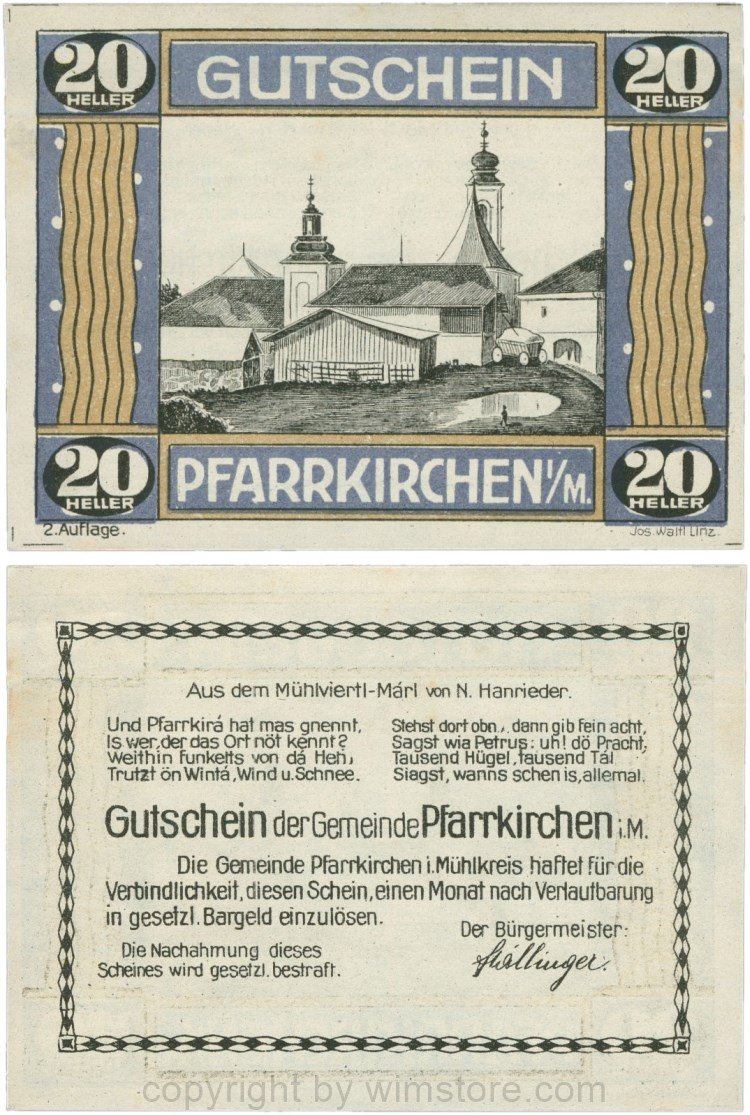 20 HELLER GUTSCHEIN 20 HELLER
20 HELLER PFARRKIRCHEN I/M. 20 HELLER
2.Auflage. Jos. Waltl Linz.
Aus dem Mühlviertl-Márl von N. Hanrieder.
Und Pfarrkirá hat mas gnennt,
Is wer, der das Ort nöt kennt?
Weithin funkelts von dá Heh,
Trutzt ön Wintá, Wind u. Schnee.
Stehst dort obn., dann gib fein acht,
Sagst wia Petrus: uh! dö Pracht,
Tausend Hügel, tausend Tál
Siagst, wanns schen is, allemal.
Gutschein der Gemeinde Pfarrkirchen i.M.
Die Gemeinde Pfarrkirchen i. Mühlkreis haftet für die
Verbindlichkeit, diesen Schein, einen Monat nach Verlautbarung
in gesetzl. Bargeld einzulösen.
Die Nachahmung dieses
Scheines wird gesetzl. bestraft.
Der Bürgermeister:
copyright by wimstore.com